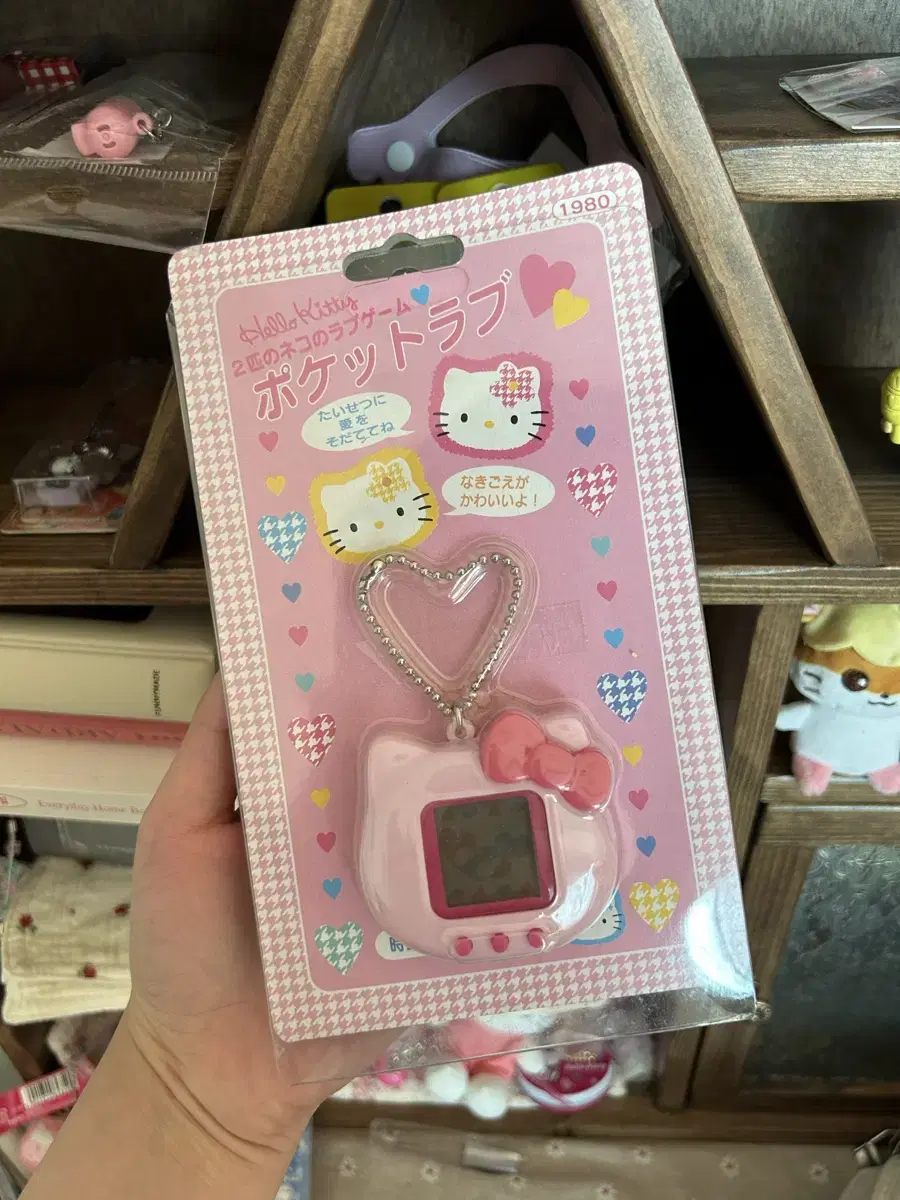 1980
Hello Kitty
2匹のネコのラブゲーム
ポケットラブ
たいせつに
愛を
そだててね
なきごえが
かわいいよ!
Everyday Home